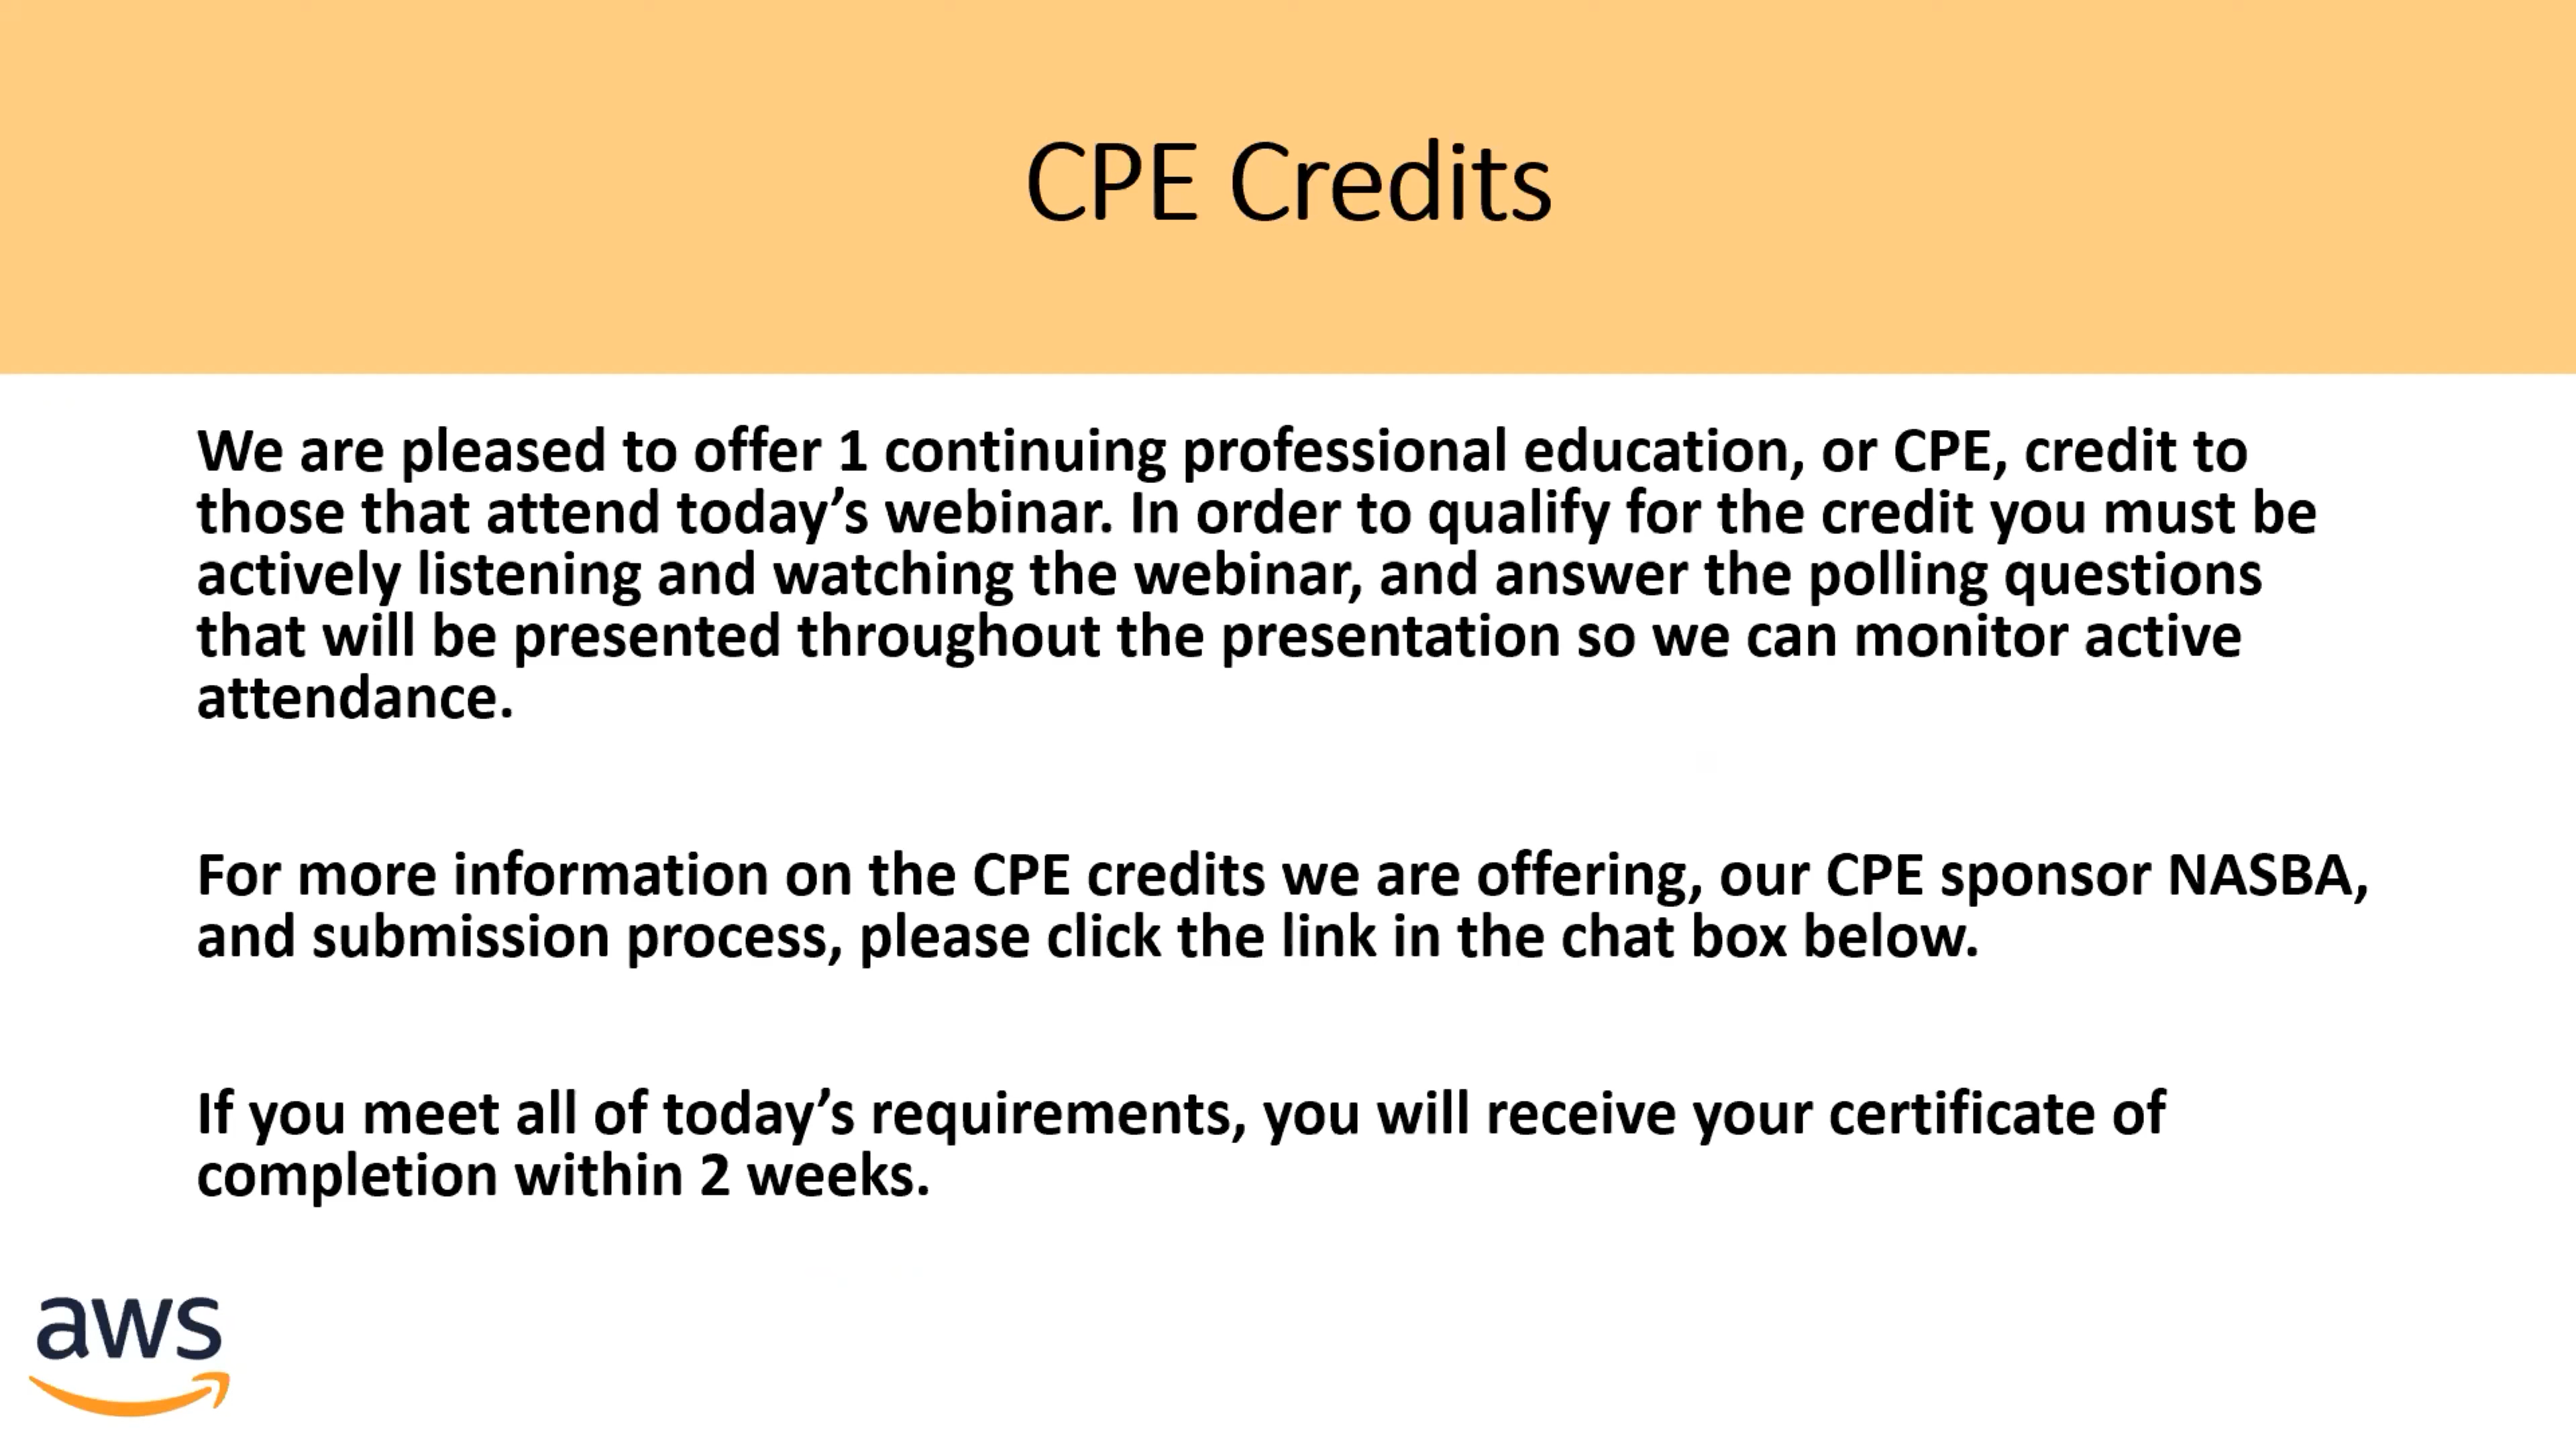 CPE Credits
We are pleased to offer 1 continuing professional education, or CPE, credit to
those that attend today’s webinar. In order to qualify for the credit you must be
actively listening and watching the webinar, and answer the polling questions
that will be presented throughout the presentation so we can monitor active
attendance.
For more information on the CPE credits we are offering, our CPE sponsor NASBA,
and submission process, please click the link in the chat box below.
If you meet all of today’s requirements, you will receive your certificate of
completion within 2 weeks.
aws